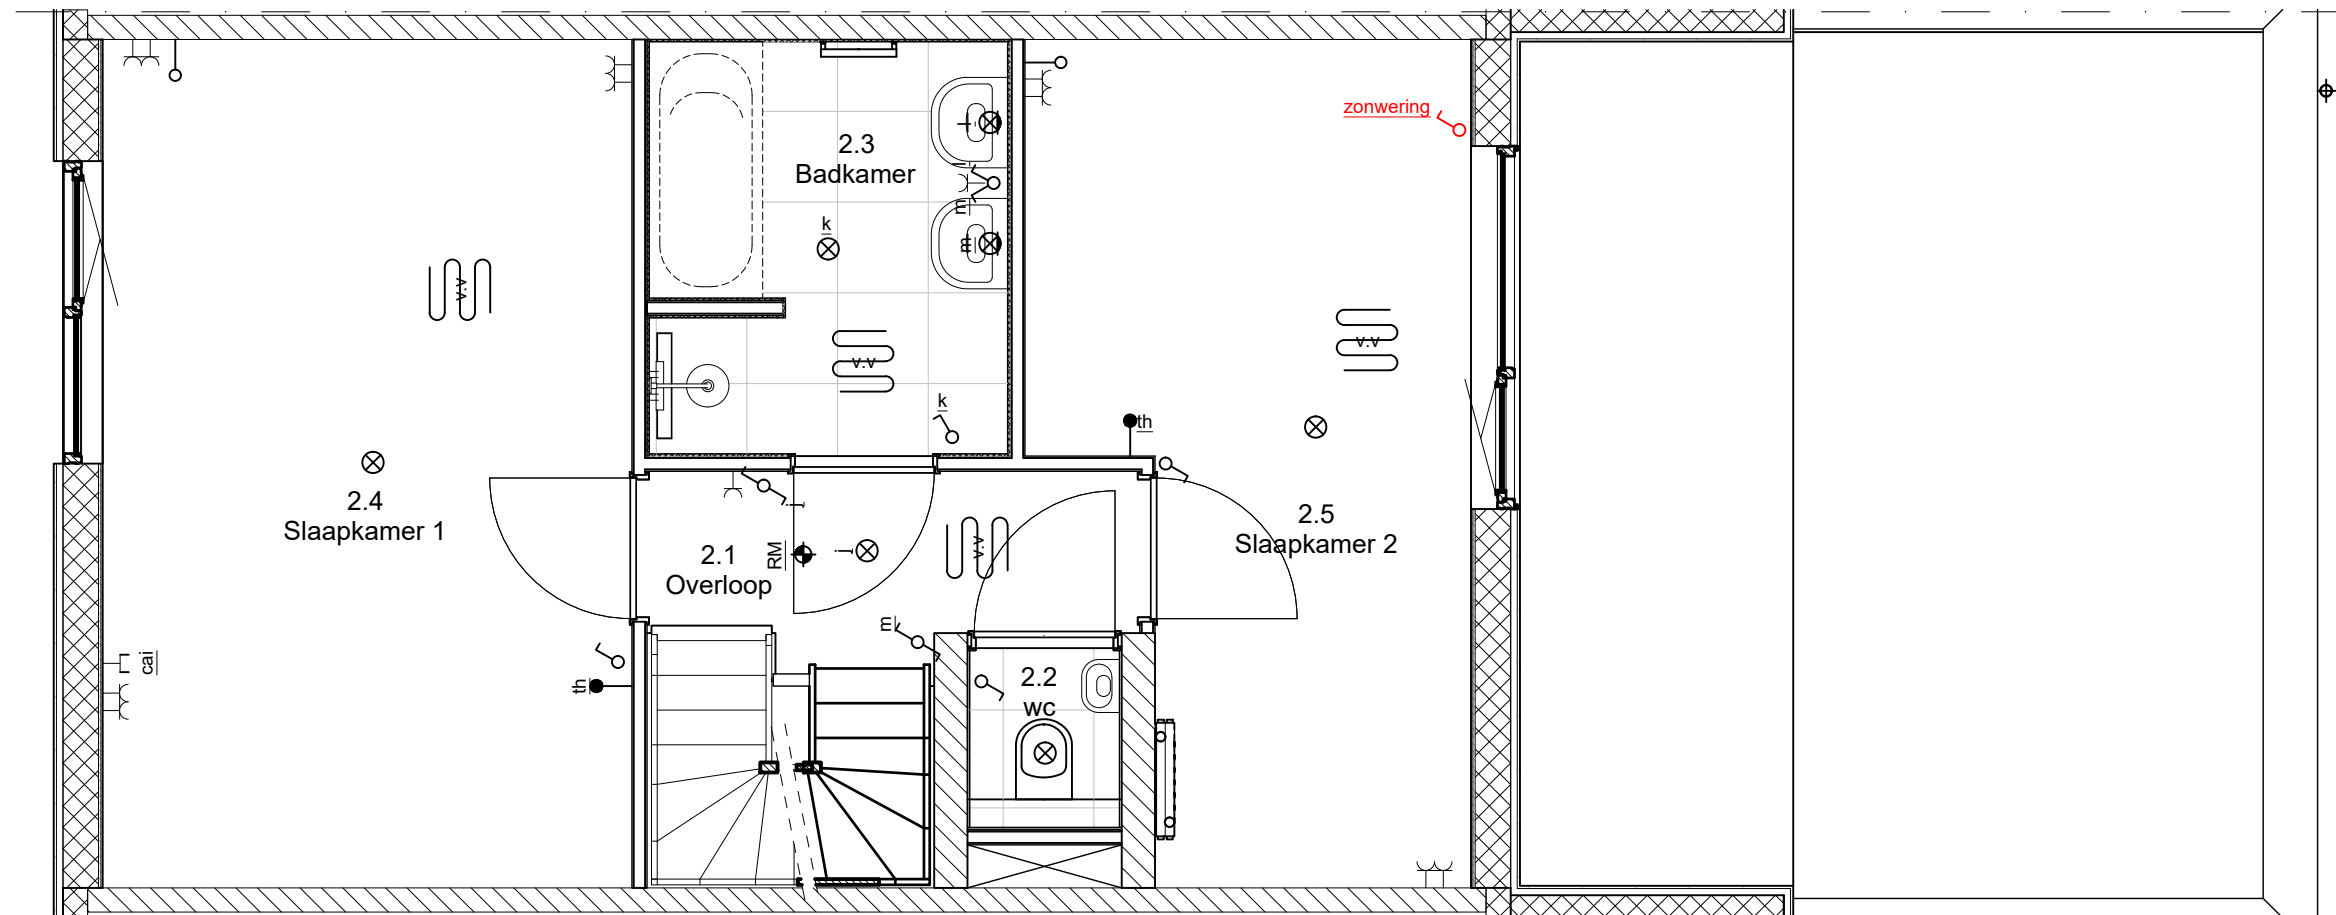 zonwering
2.3
Badkamer
l
l
m
m
k
v.v
v.v
v.v
k
th
2.4
Slaapkamer 1
j
2.5
Slaapkamer 2
2.1
Overloop
RM
j
v.v
m
cai
th
2.2
wc